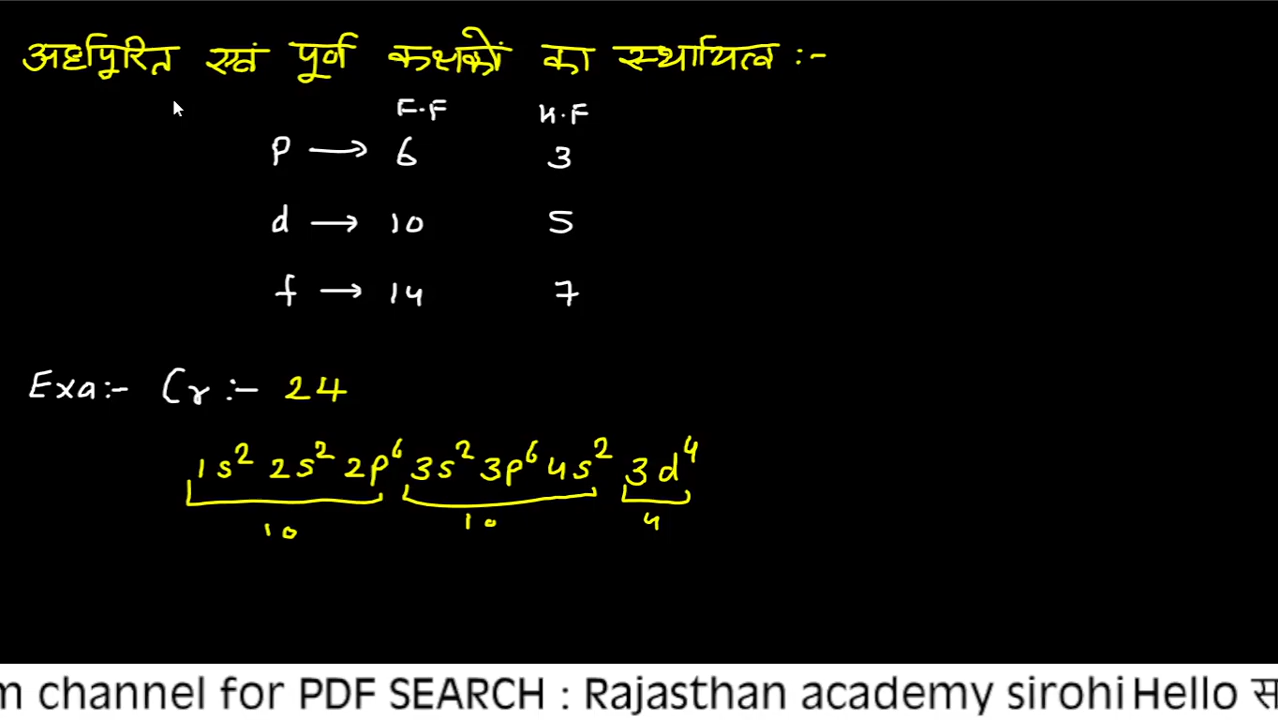 अर्धपुरित एवं पूर्ण कक्षकों का स्थायित्व :-
F.F H.F
p → 6 3
d → 10 5
f → 14 7
Exa:- Cr :- 24
1s² 2s² 2p⁶ 3s² 3p⁶ 4s² 3d⁴
10 10 4
m channel for PDF SEARCH : Rajasthan academy sirohi Hello स